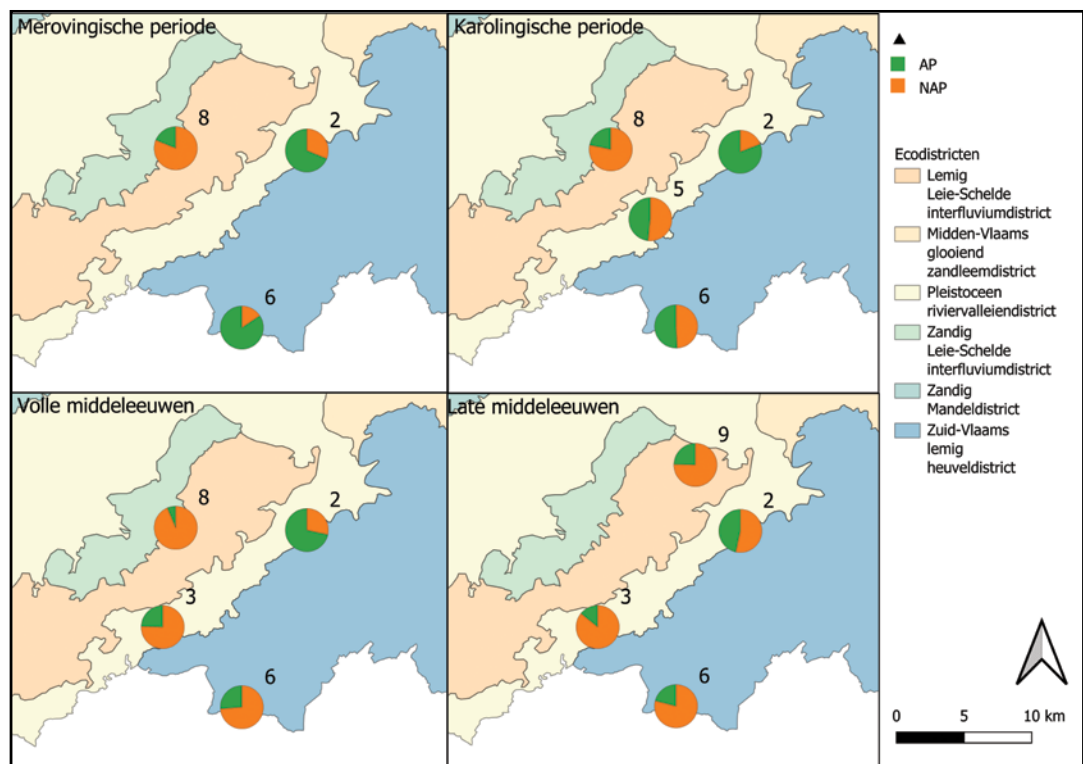 Merovingische periode
8
2
6
Karolingische periode
8
2
5
6
Volle middeleeuwen
8
2
3
6
Late middeleeuwen
9
2
3
6
AP
NAP
Ecodistricten
Lemig
Leie-Schelde
interfluviumdistrict
Midden-Vlaams
glooiend
zandleemdistrict
Pleistoceen
riviervalleiendistrict
Zandig
Leie-Schelde
interfluviumdistrict
Zandig
Mandeldistrict
Zuid-Vlaams
lemig
heuveldistrict
0 5 10 km